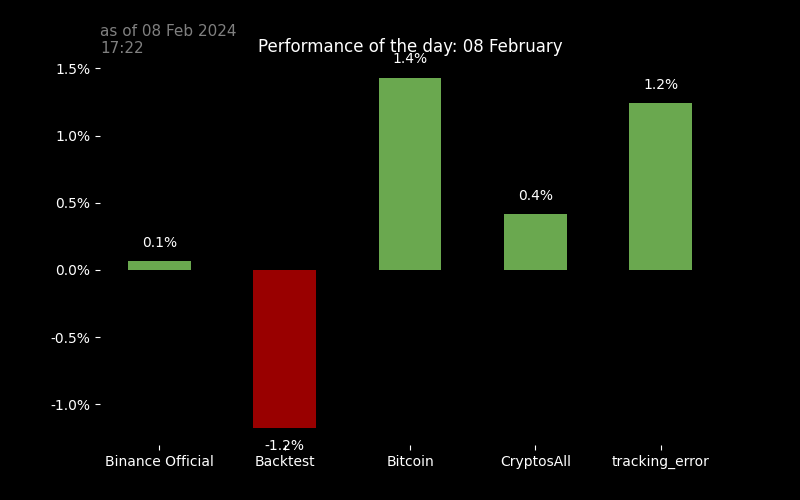 as of 08 Feb 2024
17:22
Performance of the day: 08 February
1.5%
1.0%
0.5%
0.0%
-0.5%
-1.0%
0.1%
-1.2%
1.4%
0.4%
1.2%
Binance Official
Backtest
Bitcoin
CryptosAll
tracking_error